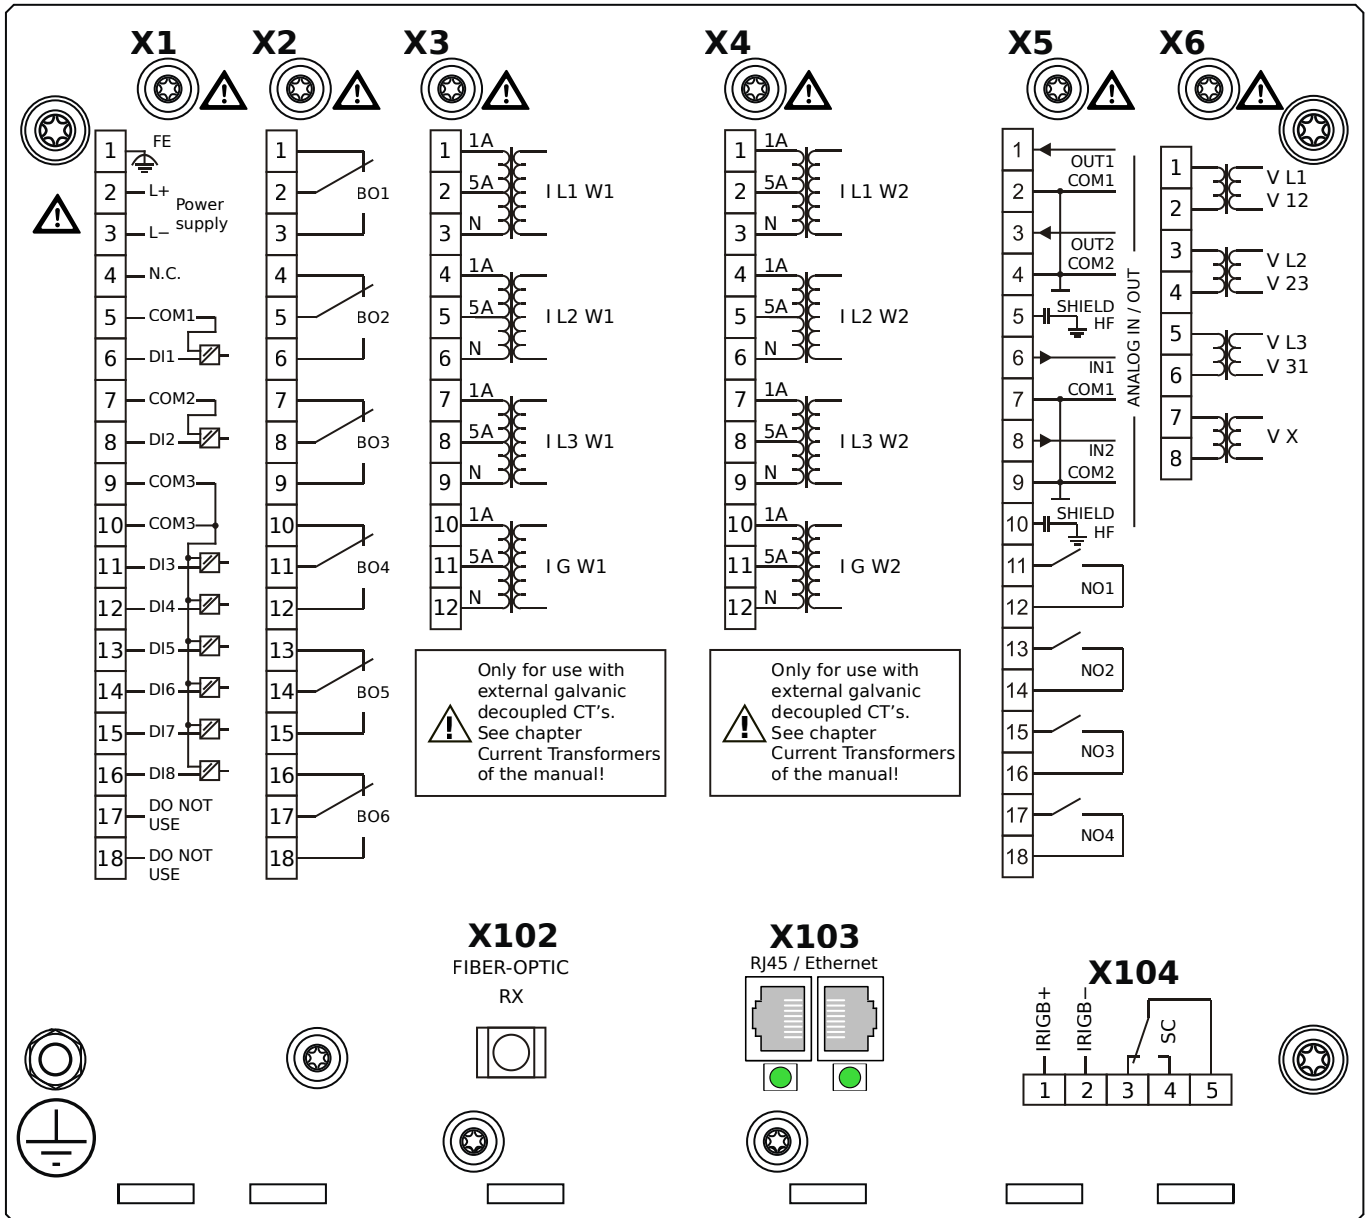 X1 X2 X3 X4 X5 X6
1 FE
2 L+
Power
supply
3 L−
4 N.C.
5 COM1
6 DI1
7 COM2
8 DI2
9 COM3
10 COM3
11 DI3
12 DI4
13 DI5
14 DI6
15 DI7
16 DI8
17 DO NOT
USE
18 DO NOT
USE
1
2 BO1
3
4
5 BO2
6
7
8 BO3
9
10
11 BO4
12
13
14 BO5
15
16
17 BO6
18
1 1A
2 5A I L1 W1
3 N
4 1A
5 5A I L2 W1
6 N
7 1A
8 5A I L3 W1
9 N
10 1A
11 5A I G W1
12 N
Only for use with
external galvanic
decoupled CT's.
See chapter
Current Transformers
of the manual!
1 1A
2 5A I L1 W2
3 N
4 1A
5 5A I L2 W2
6 N
7 1A
8 5A I L3 W2
9 N
10 1A
11 5A I G W2
12 N
Only for use with
external galvanic
decoupled CT's.
See chapter
Current Transformers
of the manual!
1 OUT1
2 COM1
3 OUT2
4 COM2
5 SHIELD
HF
6 IN1
7 COM1
8 IN2
9 COM2
10 SHIELD
HF
ANALOG IN / OUT
11
NO1
12
13
NO2
14
15
NO3
16
17
NO4
18
1 V L1
2 V 12
3 V L2
4 V 23
5 V L3
6 V 31
7 V X
8
X102
FIBER-OPTIC
RX
X103
RJ45 / Ethernet
X104
IRIGB+ IRIGB− SC
1 2 3 4 5